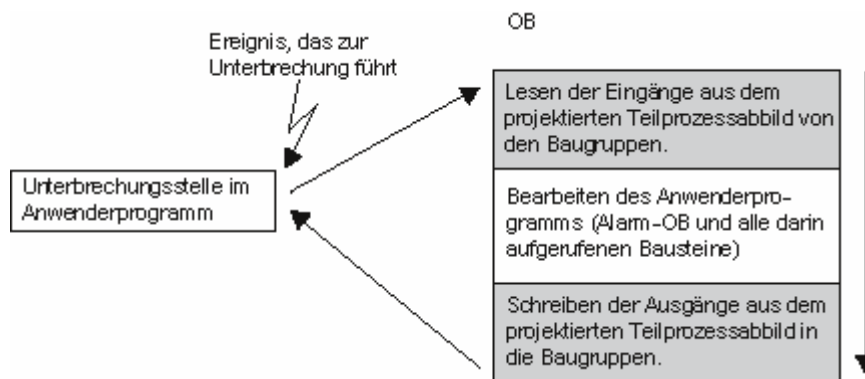 OB
Ereignis, das zur
Unterbrechung führt
Lesen der Eingänge aus dem
projektierten Teilprozessabbild von
den Baugruppen.
Unterbrechungsstelle im
Anwenderprogramm
Bearbeiten des Anwenderpro-
gramms (Alarm-OB und alle darin
aufgerufenen Bausteine)
Schreiben der Ausgänge aus dem
projektierten Teilprozessabbild in
die Baugruppen.